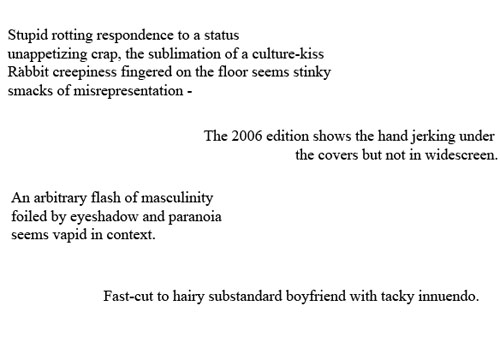 Stupid rotting respondence to a status
unappetizing crap, the sublimation of a culture-kiss
Ràbbit creepiness fingered on the floor seems stinky
smacks of misrepresentation -
The 2006 edition shows the hand jerking under
the covers but not in widescreen.
An arbitrary flash of masculinity
foiled by eyeshadow and paranoia
seems vapid in context.
Fast-cut to hairy substandard boyfriend with tacky innuendo.